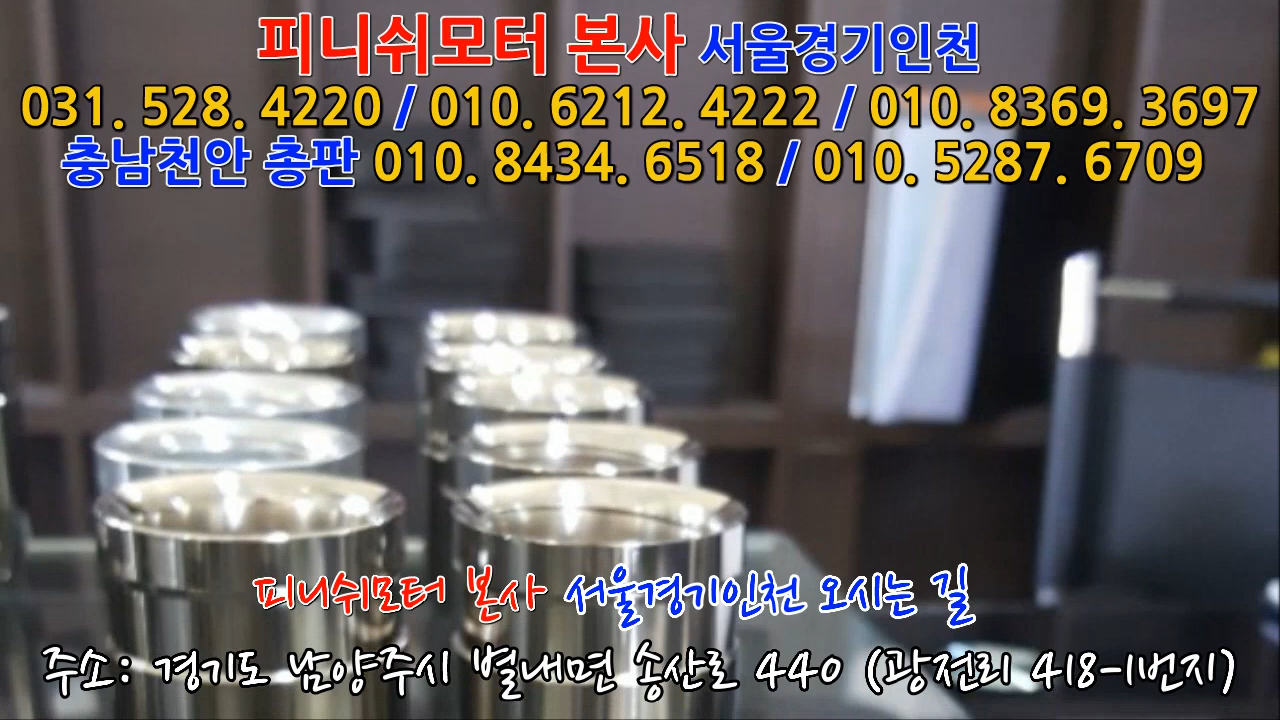 피니쉬모터 본사 서울경기인천
031. 528. 4220 / 010. 6212. 4222 / 010. 8369. 3697
충남천안 총판 010. 8434. 6518 / 010. 5287. 6709
피니쉬모터 본사 서울경기인천 오시는 길
주소: 경기도 남양주시 별내면 송산로 440 (광전리 418-1번지)